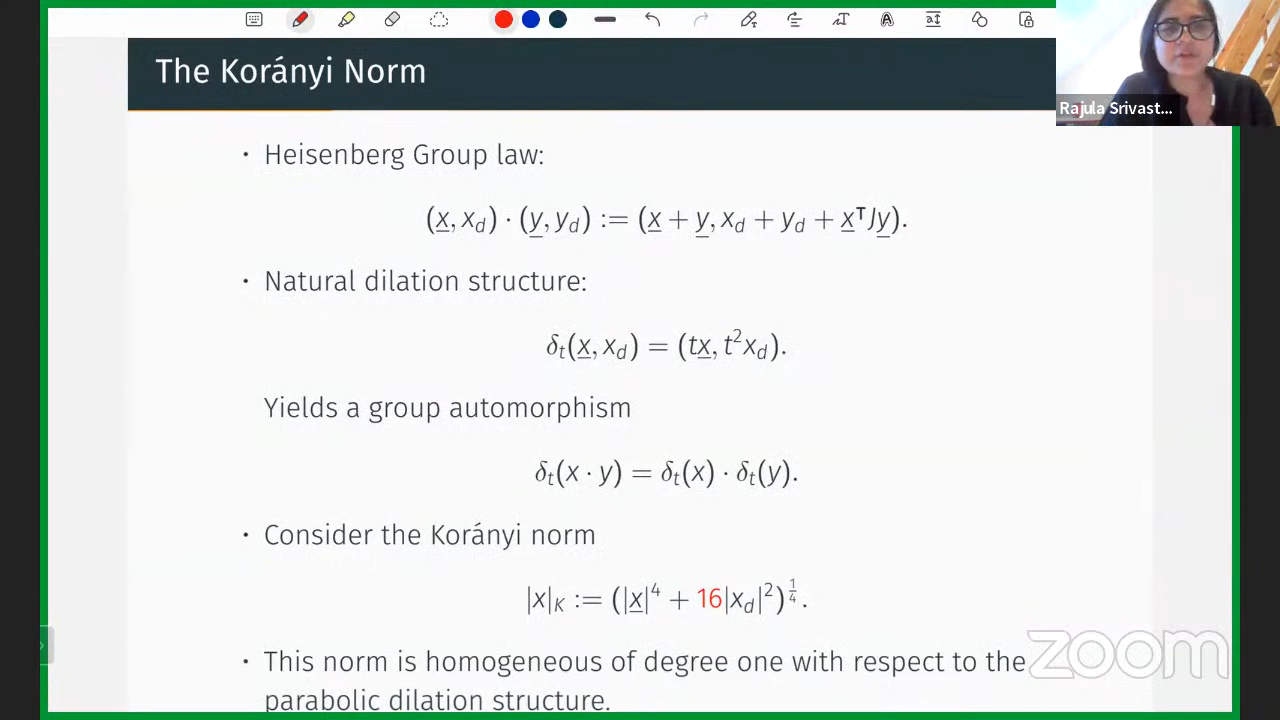 The Korányi Norm
Rajula Srivast...
· Heisenberg Group law:
(x̲, x_d) · (y̲, y_d) := (x̲ + y̲, x_d + y_d + x̲ᵀJy̲).
· Natural dilation structure:
δ_t(x̲, x_d) = (tx̲, t²x_d).
Yields a group automorphism
δ_t(x · y) = δ_t(x) · δ_t(y).
· Consider the Korányi norm
|x|_K := (|x̲|⁴ + 16|x_d|²)^{1/4}.
· This norm is homogeneous of degree one with respect to the
parabolic dilation structure.
zoom